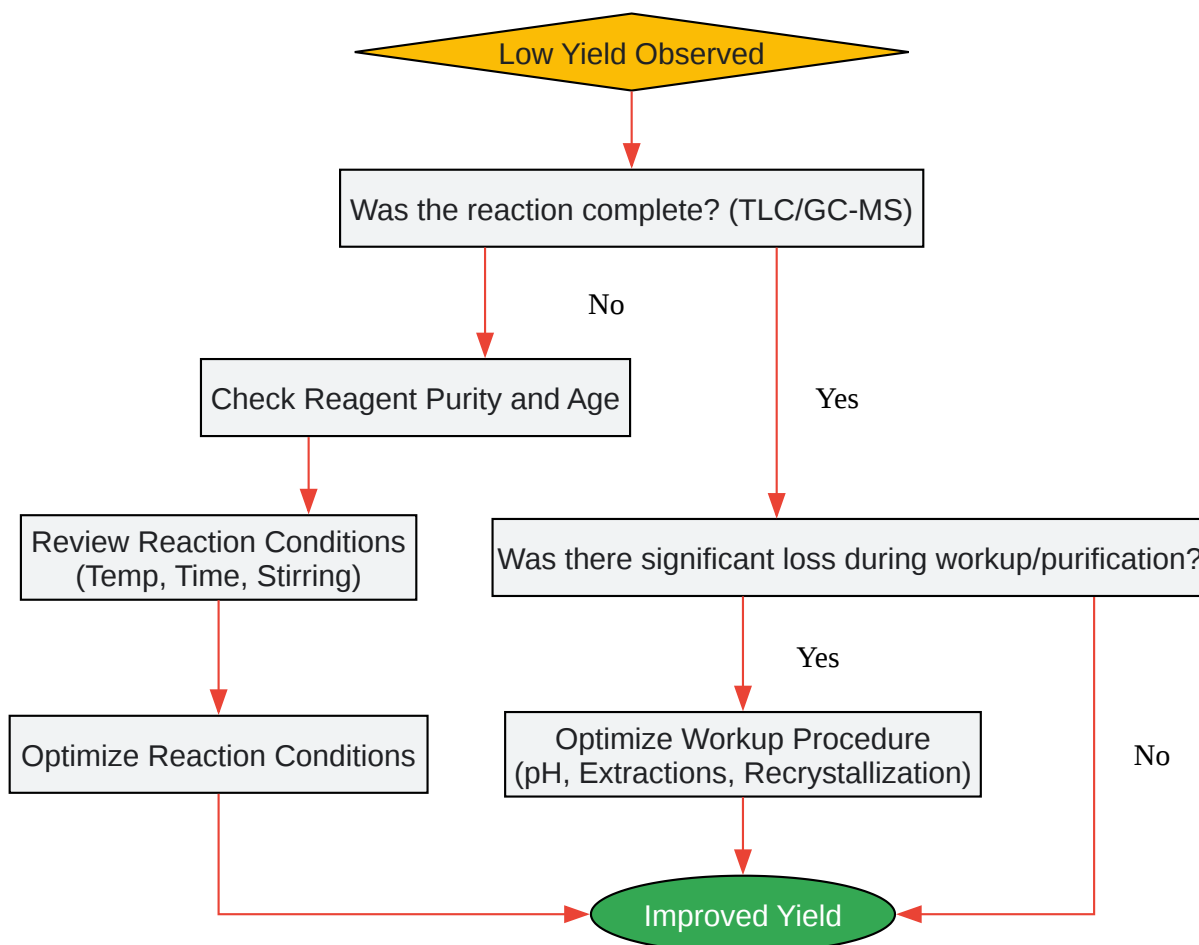 Low Yield Observed
Was the reaction complete? (TLC/GC-MS)
No
Check Reagent Purity and Age
Yes
Review Reaction Conditions
(Temp, Time, Stirring)
Was there significant loss during workup/purification?
Yes
Optimize Reaction Conditions
Optimize Workup Procedure
(pH, Extractions, Recrystallization)
No
Improved Yield